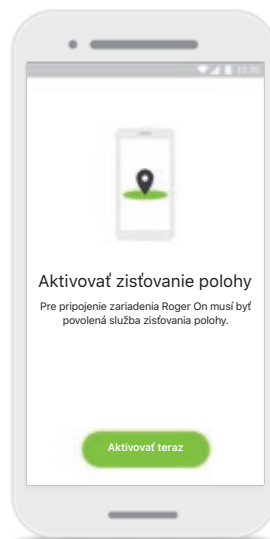 Aktivovať zisťovanie polohy
Pre pripojenie zariadenia Roger On musí byť
povolená služba zisťovania polohy.
Aktivovať teraz